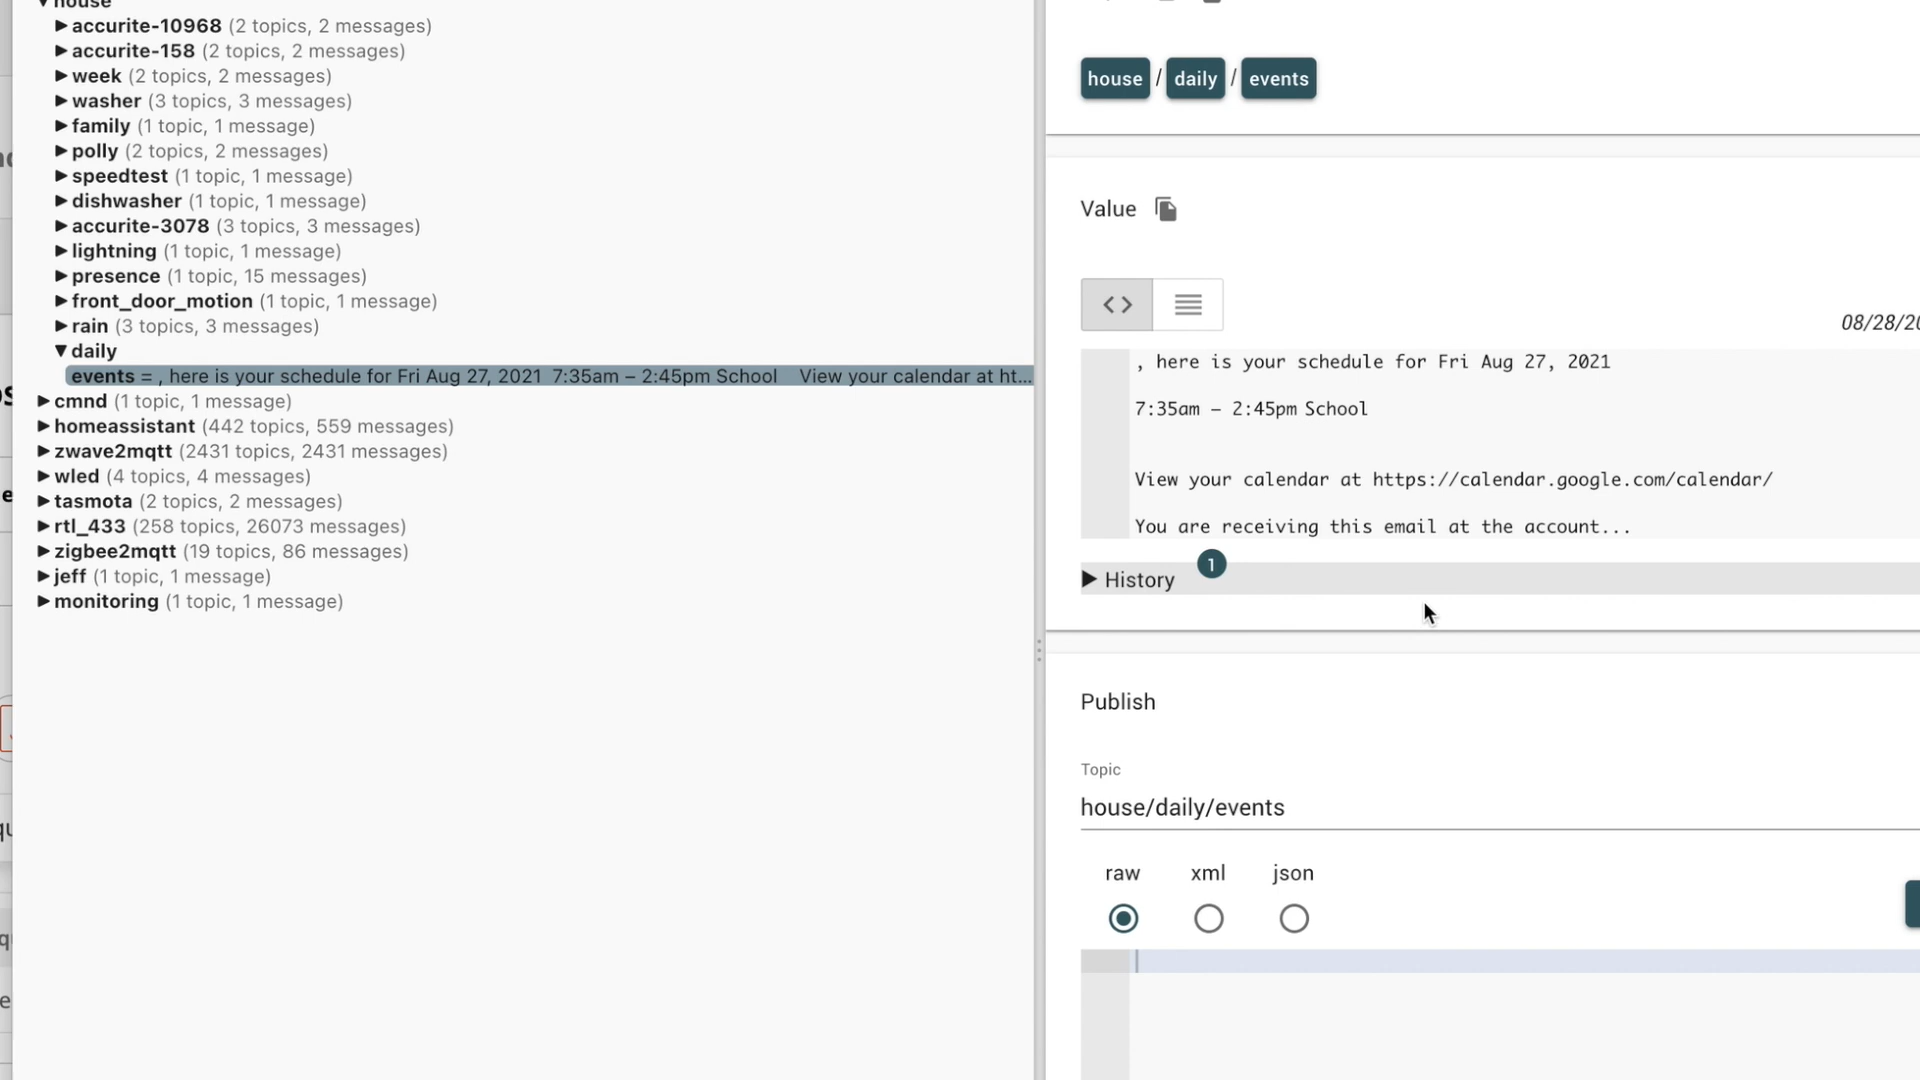 house
▶ accurite-10968 (2 topics, 2 messages)
▶ accurite-158 (2 topics, 2 messages)
▶ week (2 topics, 2 messages)
▶ washer (3 topics, 3 messages)
▶ family (1 topic, 1 message)
▶ polly (2 topics, 2 messages)
▶ speedtest (1 topic, 1 message)
▶ dishwasher (1 topic, 1 message)
▶ accurite-3078 (3 topics, 3 messages)
▶ lightning (1 topic, 1 message)
▶ presence (1 topic, 15 messages)
▶ front_door_motion (1 topic, 1 message)
▶ rain (3 topics, 3 messages)
▼ daily
events = , here is your schedule for Fri Aug 27, 2021 7:35am – 2:45pm School View your calendar at ht...
▶ cmnd (1 topic, 1 message)
▶ homeassistant (442 topics, 559 messages)
▶ zwave2mqtt (2431 topics, 2431 messages)
▶ wled (4 topics, 4 messages)
▶ tasmota (2 topics, 2 messages)
▶ rtl_433 (258 topics, 26073 messages)
▶ zigbee2mqtt (19 topics, 86 messages)
▶ jeff (1 topic, 1 message)
▶ monitoring (1 topic, 1 message)
house / daily / events
Value
08/28/20
, here is your schedule for Fri Aug 27, 2021
7:35am – 2:45pm School
View your calendar at https://calendar.google.com/calendar/
You are receiving this email at the account...
▶ History 1
Publish
Topic
house/daily/events
raw xml json